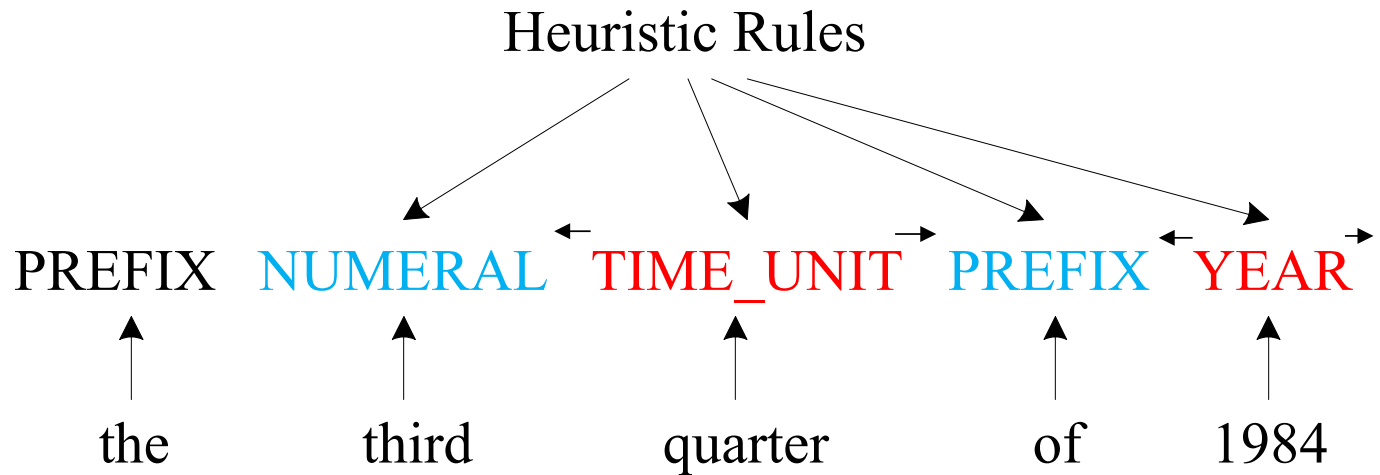 Heuristic Rules
PREFIX NUMERAL TIME_UNIT PREFIX YEAR
the third quarter of 1984